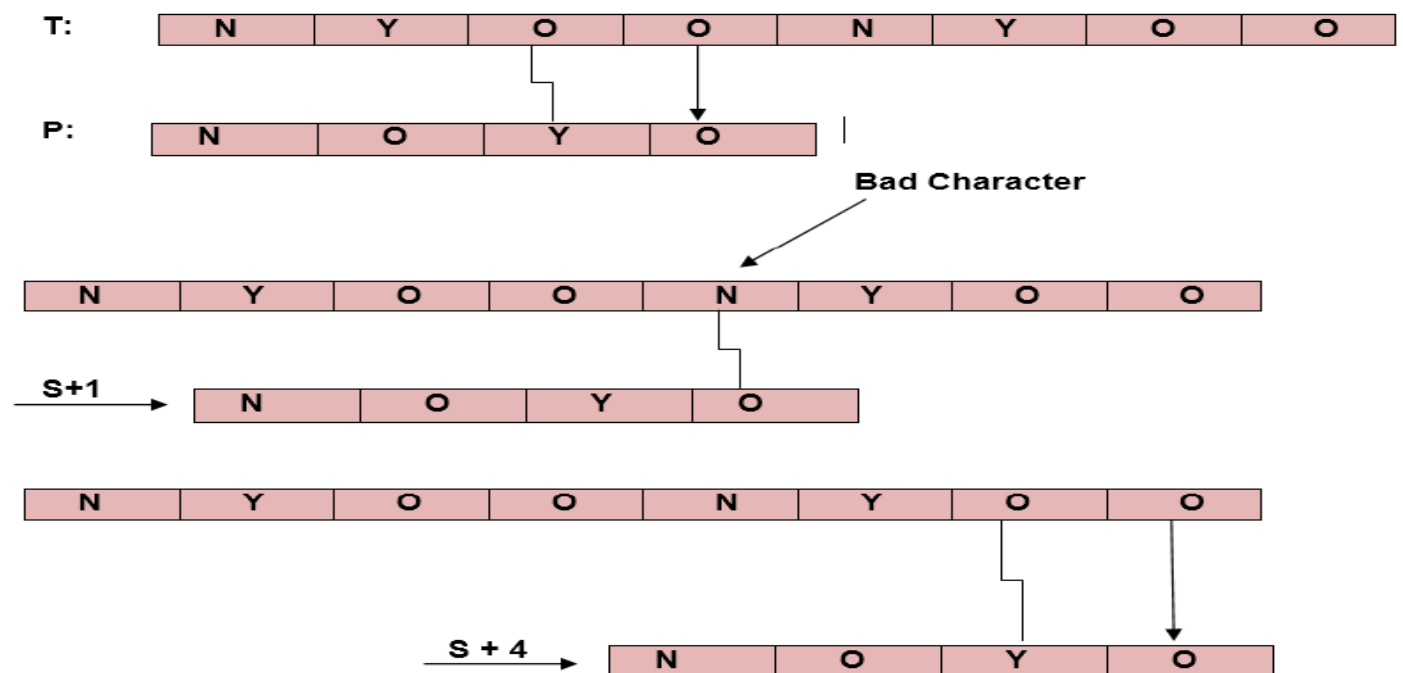 T: N Y O O N Y O O
P: N O Y O
Bad Character
N Y O O N Y O O
S+1 N O Y O
N Y O O N Y O O
S + 4 N O Y O